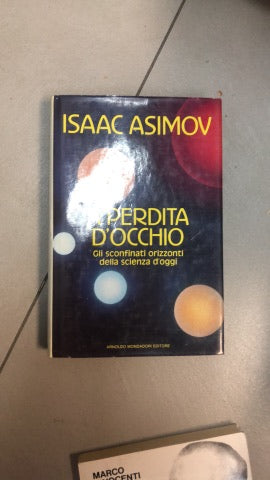 ISAAC ASIMOV
A PERDITA
D'OCCHIO
Gli sconfinati orizzonti
della scienza d'oggi
ARNOLDO MONDADORI EDITORE
MARCO